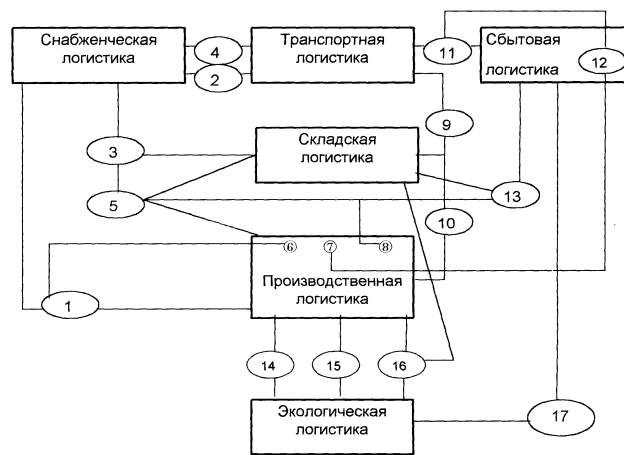 Снабженческая
логистика
4
2
Транспортная
логистика
11
Сбытовая
логистика
12
3
9
Складская
логистика
5
13
10
6
7
8
Производственная
логистика
1
14
15
16
Экологическая
логистика
17